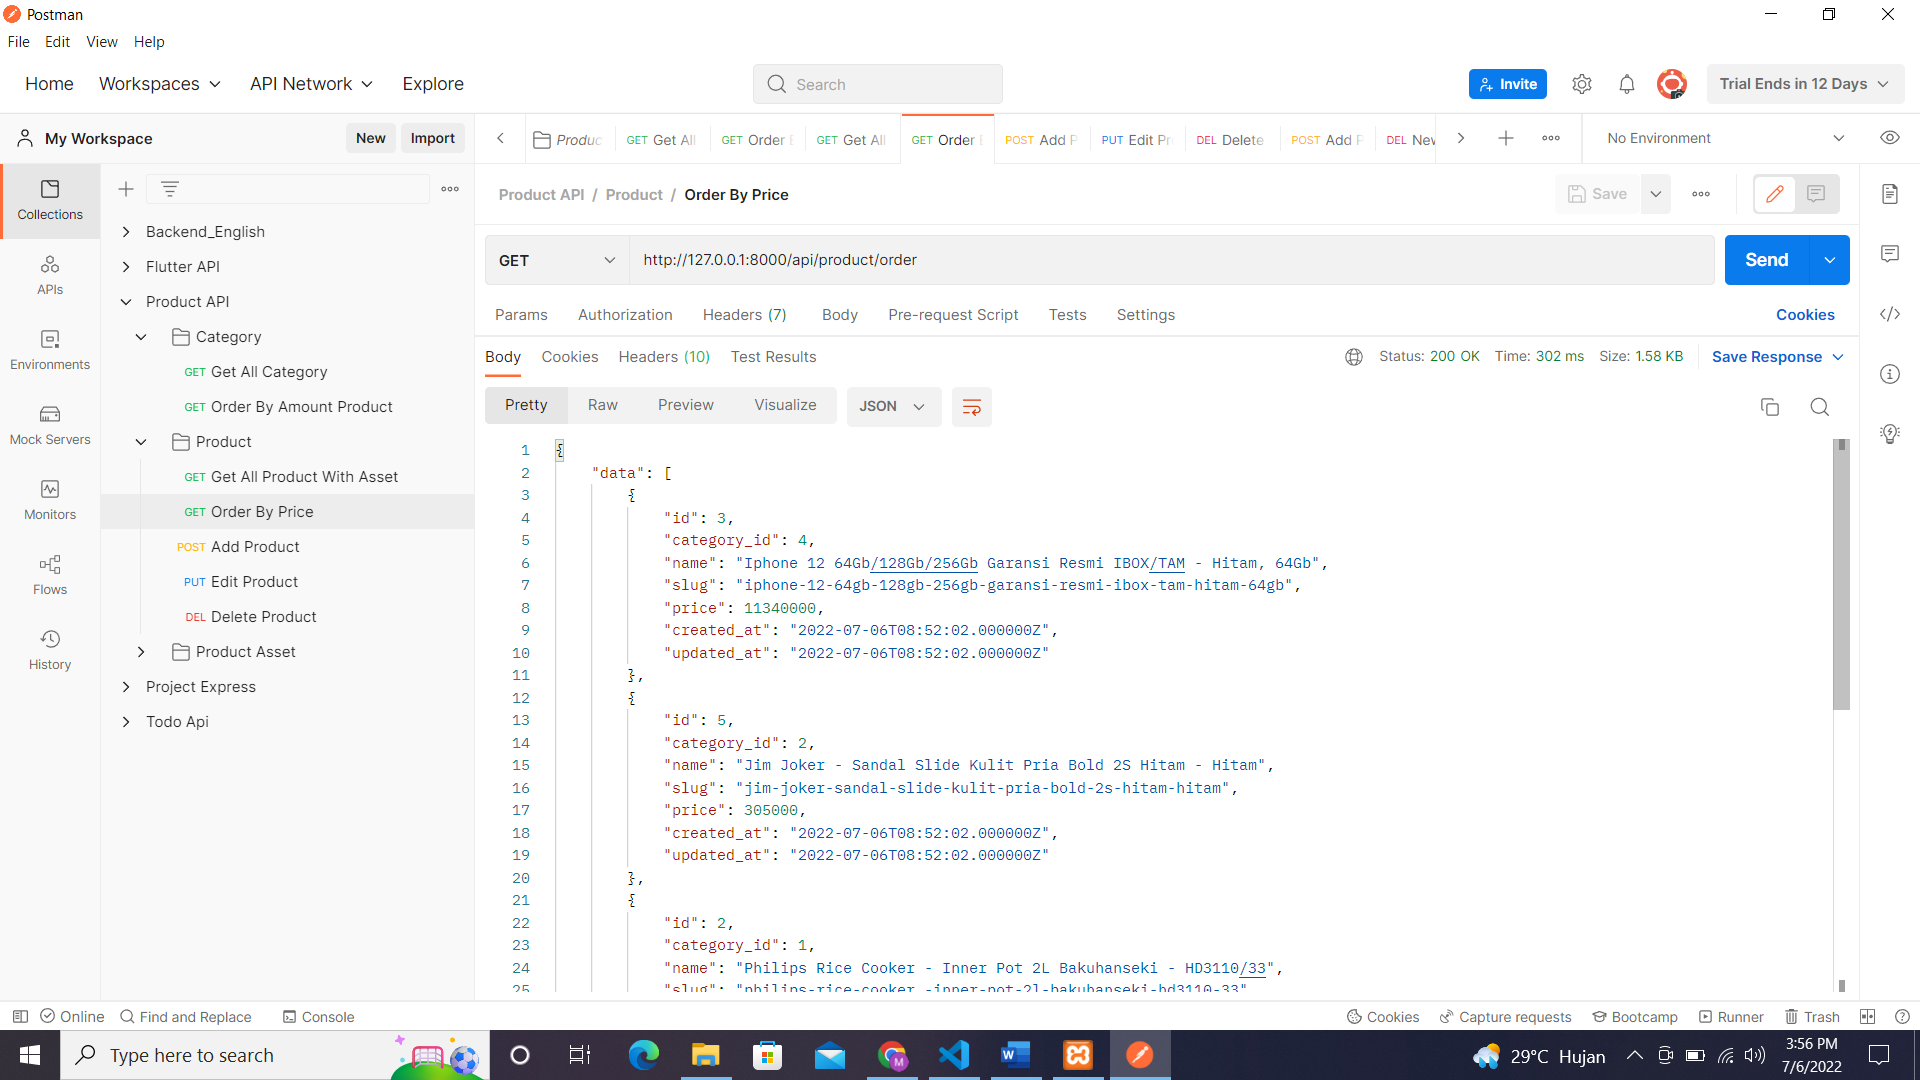 Postman
File Edit View Help
Home Workspaces API Network Explore Search Invite Trial Ends in 12 Days
My Workspace New Import Produc GET Get All GET Order GET Get All GET Order POST Add P PUT Edit Pr DEL Delete POST Add P DEL New No Environment
Product API / Product / Order By Price Save
GET http://127.0.0.1:8000/api/product/order Send
Params Authorization Headers (7) Body Pre-request Script Tests Settings Cookies
Body Cookies Headers (10) Test Results Status: 200 OK Time: 302 ms Size: 1.58 KB Save Response
Pretty Raw Preview Visualize JSON
Collections
APIs
Environments
Mock Servers
Monitors
Flows
History
Backend_English
Flutter API
Product API
Category
GET Get All Category
GET Order By Amount Product
Product
GET Get All Product With Asset
GET Order By Price
POST Add Product
PUT Edit Product
DEL Delete Product
Product Asset
Project Express
Todo Api
1 {
2 "data": [
3 {
4 "id": 3,
5 "category_id": 4,
6 "name": "Iphone 12 64Gb/128Gb/256Gb Garansi Resmi IBOX/TAM - Hitam, 64Gb",
7 "slug": "iphone-12-64gb-128gb-256gb-garansi-resmi-ibox-tam-hitam-64gb",
8 "price": 11340000,
9 "created_at": "2022-07-06T08:52:02.000000Z",
10 "updated_at": "2022-07-06T08:52:02.000000Z"
11 },
12 {
13 "id": 5,
14 "category_id": 2,
15 "name": "Jim Joker - Sandal Slide Kulit Pria Bold 2S Hitam - Hitam",
16 "slug": "jim-joker-sandal-slide-kulit-pria-bold-2s-hitam-hitam",
17 "price": 305000,
18 "created_at": "2022-07-06T08:52:02.000000Z",
19 "updated_at": "2022-07-06T08:52:02.000000Z"
20 },
21 {
22 "id": 2,
23 "category_id": 1,
24 "name": "Philips Rice Cooker - Inner Pot 2L Bakuhanseki - HD3110/33",
25 "slug": "philips-rice-cooker -inner-pot-2l-bakuhanseki-hd3110-33"
Online Find and Replace Console Cookies Capture requests Bootcamp Runner Trash
Type here to search 29°C Hujan 3:56 PM
7/6/2022